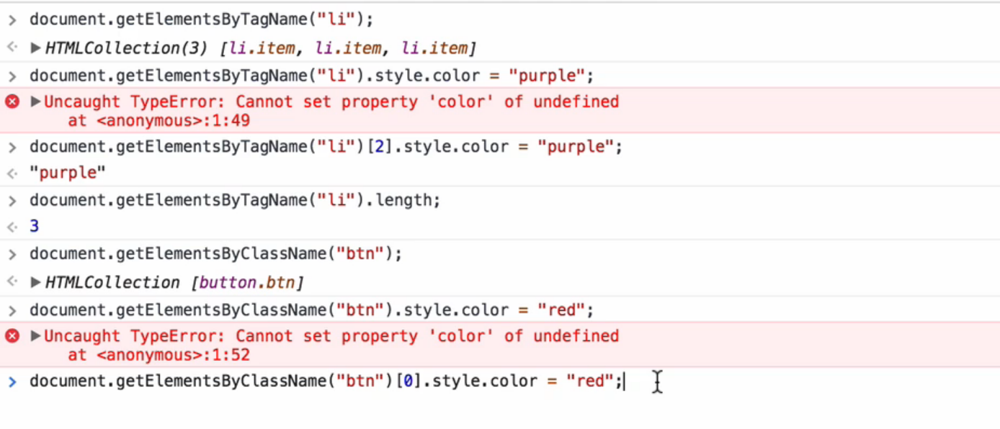 > document.getElementsByTagName("li");
<· ▶HTMLCollection(3) [li.item, li.item, li.item]
> document.getElementsByTagName("li").style.color = "purple";
▶Uncaught TypeError: Cannot set property 'color' of undefined
at <anonymous>:1:49
> document.getElementsByTagName("li")[2].style.color = "purple";
<· "purple"
> document.getElementsByTagName("li").length;
<· 3
> document.getElementsByClassName("btn");
<· ▶HTMLCollection [button.btn]
> document.getElementsByClassName("btn").style.color = "red";
▶Uncaught TypeError: Cannot set property 'color' of undefined
at <anonymous>:1:52
> document.getElementsByClassName("btn")[0].style.color = "red";